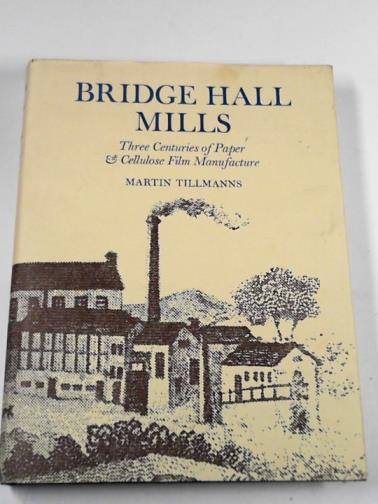 BRIDGE HALL
MILLS
Three Centuries of Paper
& Cellulose Film Manufacture
MARTIN TILLMANNS